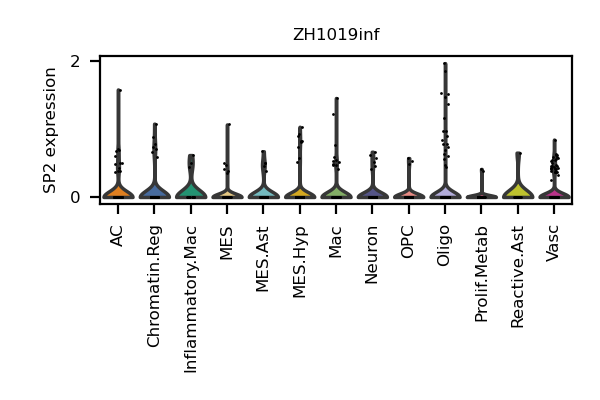 ZH1019inf
SP2 expression
2
0
AC
Chromatin.Reg
Inflammatory.Mac
MES
MES.Ast
MES.Hyp
Mac
Neuron
OPC
Oligo
Prolif.Metab
Reactive.Ast
Vasc